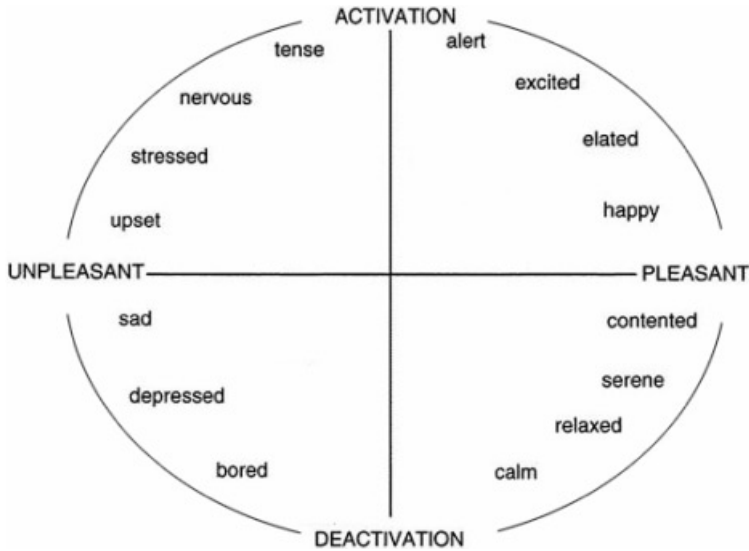 ACTIVATION
tense
alert
nervous
excited
stressed
elated
upset
happy
UNPLEASANT
PLEASANT
sad
contented
depressed
serene
relaxed
bored
calm
DEACTIVATION